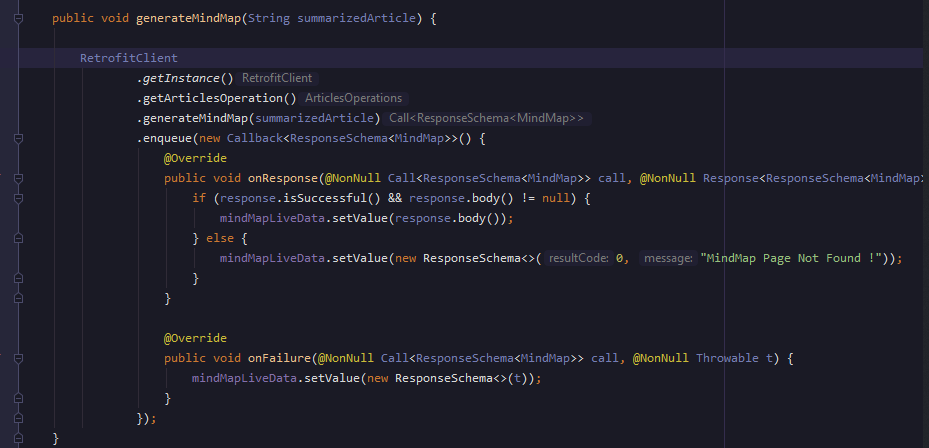 public void generateMindMap(String summarizedArticle) {
RetrofitClient
.getInstance() RetrofitClient
.getArticlesOperation() ArticlesOperations
.generateMindMap(summarizedArticle) Call<ResponseSchema<MindMap>>
.enqueue(new Callback<ResponseSchema<MindMap>>() {
@Override
public void onResponse(@NonNull Call<ResponseSchema<MindMap>> call, @NonNull Response<ResponseSchema<MindMap>
if (response.isSuccessful() && response.body() != null) {
mindMapLiveData.setValue(response.body());
} else {
mindMapLiveData.setValue(new ResponseSchema<>( resultCode: 0, message: "MindMap Page Not Found !"));
}
}
@Override
public void onFailure(@NonNull Call<ResponseSchema<MindMap>> call, @NonNull Throwable t) {
mindMapLiveData.setValue(new ResponseSchema<>(t));
}
});
}